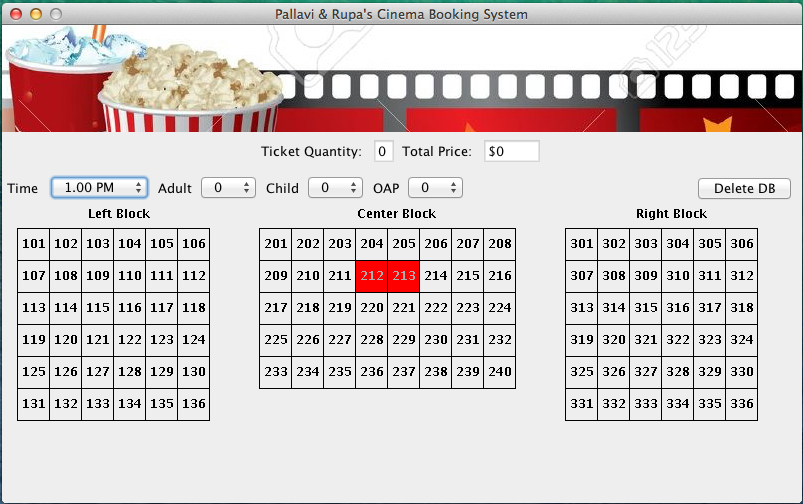 Pallavi & Rupa's Cinema Booking System
123
Ticket Quantity: 0 Total Price: $0
Time 1.00 PM Adult 0 Child 0 OAP 0 Delete DB
Left Block Center Block Right Block
101 102 103 104 105 106 201 202 203 204 205 206 207 208 301 302 303 304 305 306
107 108 109 110 111 112 209 210 211 212 213 214 215 216 307 308 309 310 311 312
113 114 115 116 117 118 217 218 219 220 221 222 223 224 313 314 315 316 317 318
119 120 121 122 123 124 225 226 227 228 229 230 231 232 319 320 321 322 323 324
125 126 127 128 129 130 233 234 235 236 237 238 239 240 325 326 327 328 329 330
131 132 133 134 135 136 331 332 333 334 335 336